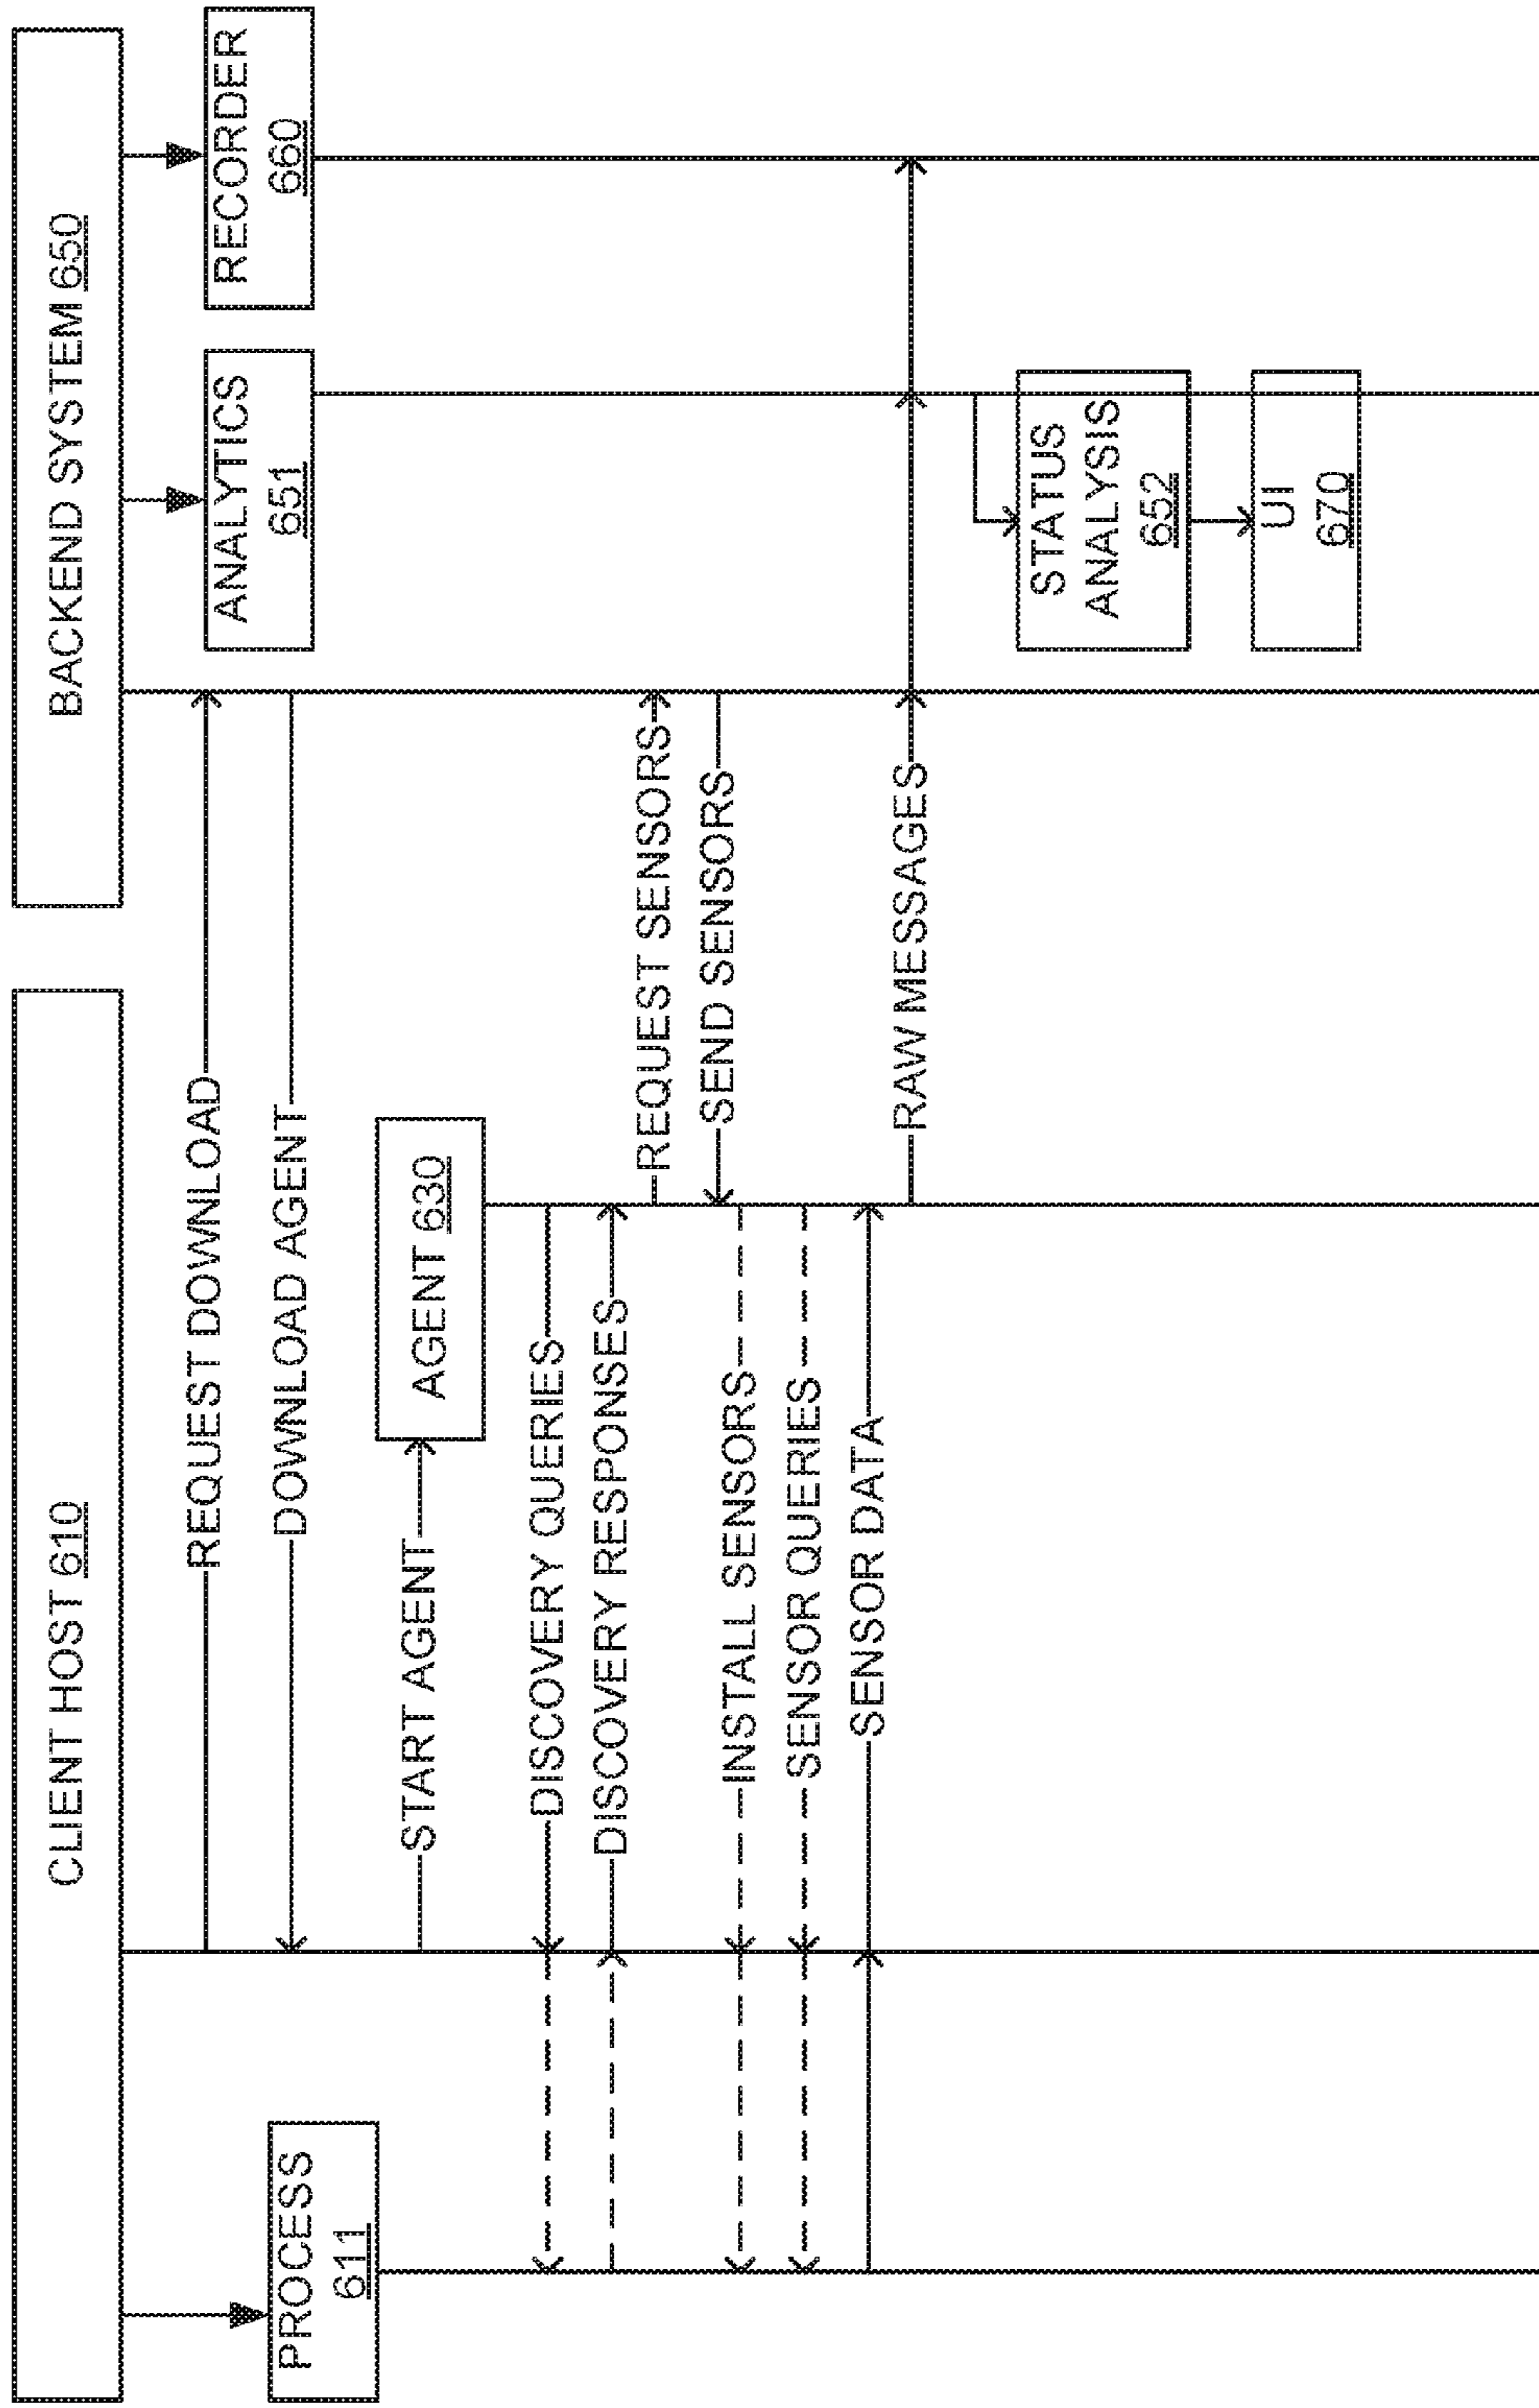 CLIENT HOST 610
BACKEND SYSTEM 650
PROCESS
611
ANALYTICS
651
RECORDER
660
REQUEST DOWNLOAD
DOWNLOAD AGENT
START AGENT
AGENT 630
DISCOVERY QUERIES
DISCOVERY RESPONSES
REQUEST SENSORS
SEND SENSORS
INSTALL SENSORS
SENSOR QUERIES
SENSOR DATA
RAW MESSAGES
STATUS
ANALYSIS
652
UI
670